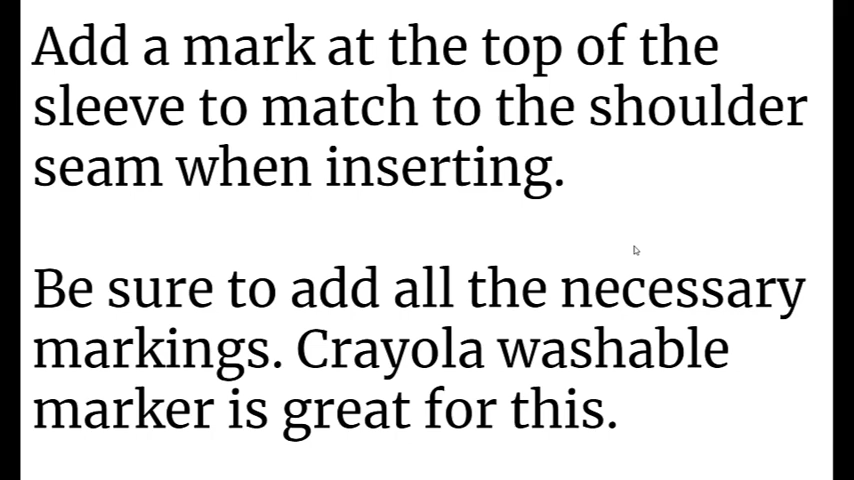 Add a mark at the top of the
sleeve to match to the shoulder
seam when inserting.
Be sure to add all the necessary
markings. Crayola washable
marker is great for this.